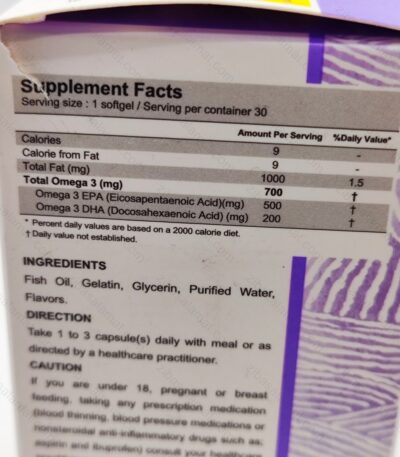 Supplement Facts
Serving size : 1 softgel / Serving per container 30
Amount Per Serving %Daily Value*
Calories 9 -
Calorie from Fat 9 -
Total Fat (mg) 1000 1.5
Total Omega 3 (mg) 700 †
Omega 3 EPA (Eicosapentaenoic Acid)(mg) 500 †
Omega 3 DHA (Docosahexaenoic Acid) (mg) 200 †
* Percent daily values are based on a 2000 calorie diet.
† Daily value not established.
INGREDIENTS
Fish Oil, Gelatin, Glycerin, Purified Water,
Flavors.
DIRECTION
Take 1 to 3 capsule(s) daily with meal or as
directed by a healthcare practitioner.
CAUTION
If you are under 18, pregnant or breast
feeding, taking any prescription medication
(blood thinning, blood pressure medications or
nonsteroidal anti-inflammatory drugs such as;
aspirin and ibuprofen) consult your healthcare